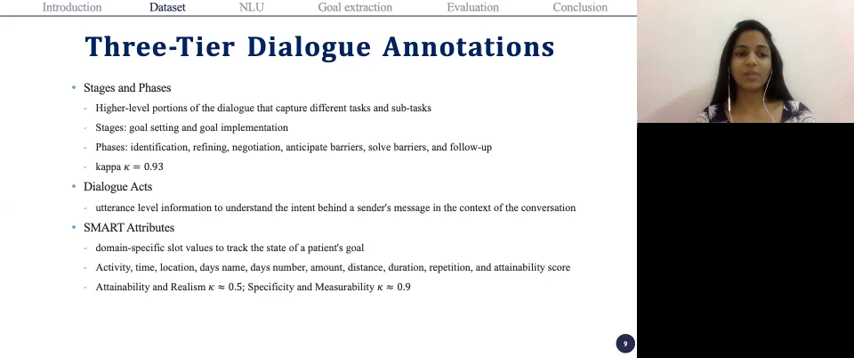 Introduction Dataset NLU Goal extraction Evaluation Conclusion
Three-Tier Dialogue Annotations
• Stages and Phases
- Higher-level portions of the dialogue that capture different tasks and sub-tasks
- Stages: goal setting and goal implementation
- Phases: identification, refining, negotiation, anticipate barriers, solve barriers, and follow-up
- kappa κ = 0.93
• Dialogue Acts
- utterance level information to understand the intent behind a sender's message in the context of the conversation
• SMART Attributes
- domain-specific slot values to track the state of a patient's goal
- Activity, time, location, days name, days number, amount, distance, duration, repetition, and attainability score
- Attainability and Realism κ ≈ 0.5; Specificity and Measurability κ ≈ 0.9
9